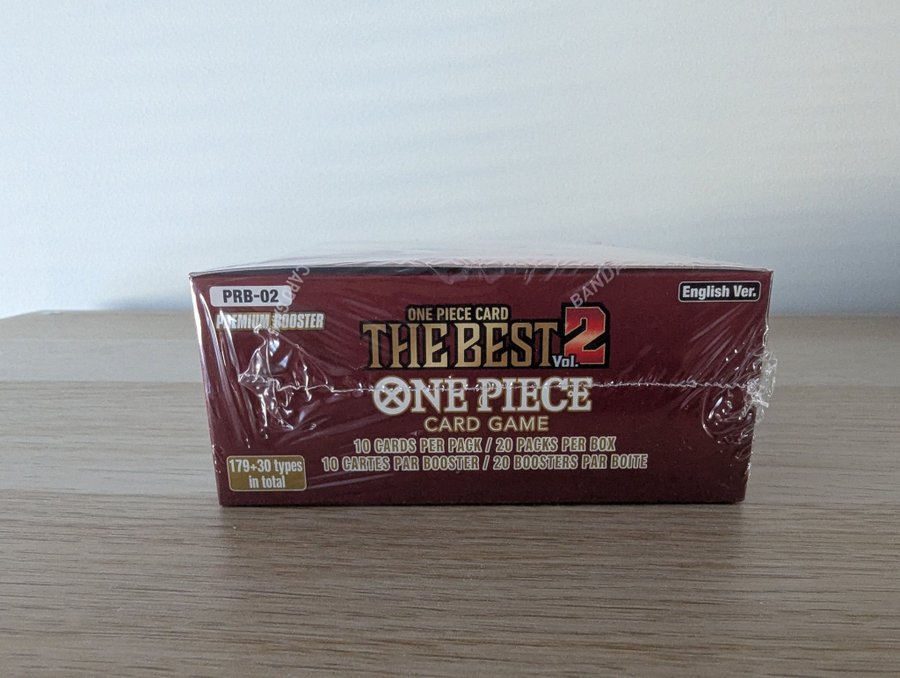 PRB-02
PREMIUM BOOSTER
English Ver.
BANDA
ONE PIECE CARD
THE BEST Vol. 2
ONE PIECE
CARD GAME
10 CARDS PER PACK / 20 PACKS PER BOX
10 CARTES PAR BOOSTER / 20 BOOSTERS PAR BOITE
179+30 types
in total